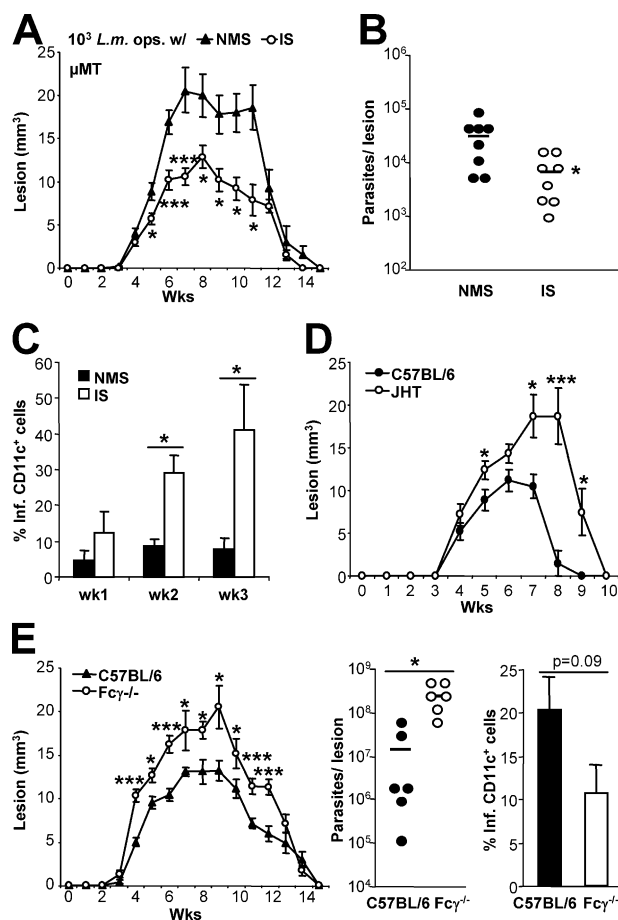 A
10³ L.m. ops. w/ NMS IS
µMT
Lesion (mm³)
25
20
15
10
5
0
***
***
*
*
*
*
*
0 2 4 6 8 10 12 14
Wks
B
Parasites/ lesion
10⁶
10⁵
10⁴
10³
10²
*
NMS IS
C
NMS
IS
% Inf. CD11c⁺ cells
60
50
40
30
20
10
0
*
*
wk1 wk2 wk3
D
C57BL/6
JHT
Lesion (mm³)
25
20
15
10
5
0
*
*
***
*
0 1 2 3 4 5 6 7 8 9 10
Wks
E
C57BL/6
Fcγ-/-
Lesion (mm³)
25
20
15
10
5
0
***
*
***
*
*
*
*
***
***
0 2 4 6 8 10 12 14
Wks
Parasites/ lesion
10⁹
10⁸
10⁷
10⁶
10⁵
10⁴
*
C57BL/6 Fcγ⁻/⁻
% Inf. CD11c⁺ cells
25
20
15
10
5
0
p=0.09
C57BL/6 Fcγ⁻/⁻